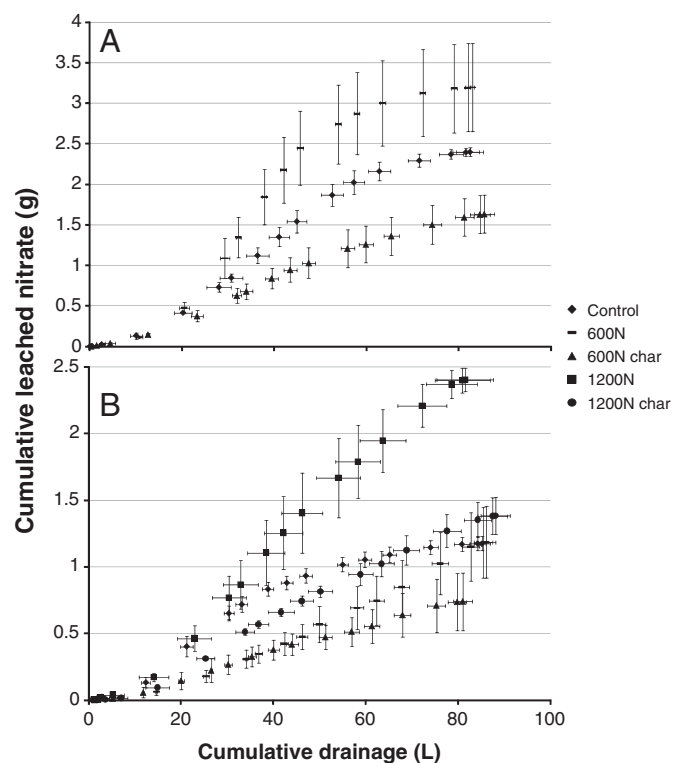 A
4
3.5
3
2.5
2
1.5
1
0.5
0
B
2.5
2
1.5
1
0.5
0
0 20 40 60 80 100
Cumulative leached nitrate (g)
Cumulative drainage (L)
Control
600N
600N char
1200N
1200N char